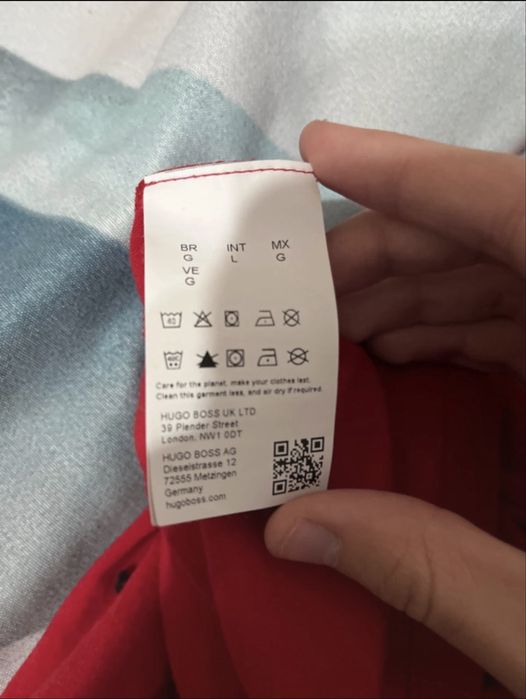 BR INT MX
G L G
VE
G
40
40C
Care for the planet, make your clothes last.
Clean this garment less, and air dry if required.
HUGO BOSS UK LTD
39 Plender Street
London. NW1 0DT
HUGO BOSS AG
Dieselstrasse 12
72555 Metzingen
Germany
hugoboss.com